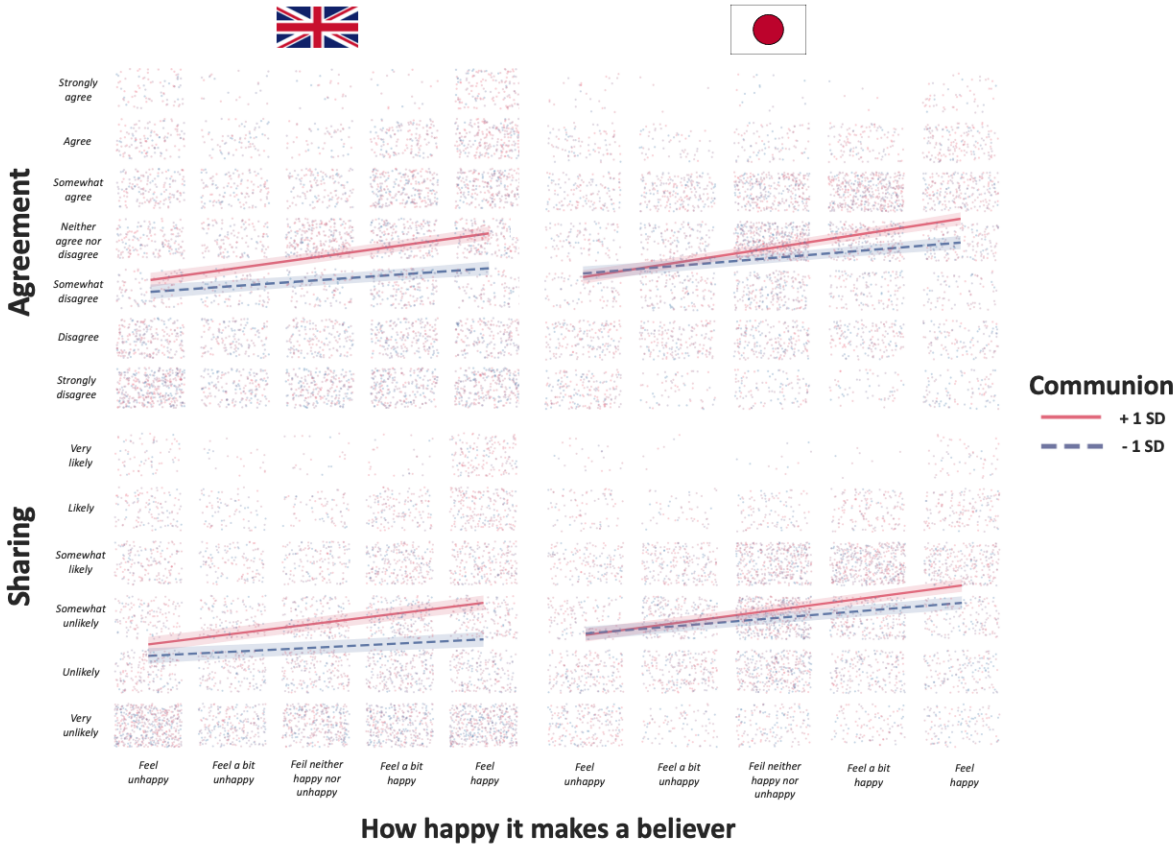 Agreement
Strongly
agree
Agree
Somewhat
agree
Neither
agree nor
disagree
Somewhat
disagree
Disagree
Strongly
disagree
Communion
+ 1 SD
- 1 SD
Sharing
Very
likely
Likely
Somewhat
likely
Somewhat
unlikely
Unlikely
Very
unlikely
Feel
unhappy
Feel a bit
unhappy
Feil neither
happy nor
unhappy
Feel a bit
happy
Feel
happy
Feel
unhappy
Feel a bit
unhappy
Feil neither
happy nor
unhappy
Feel a bit
happy
Feel
happy
How happy it makes a believer